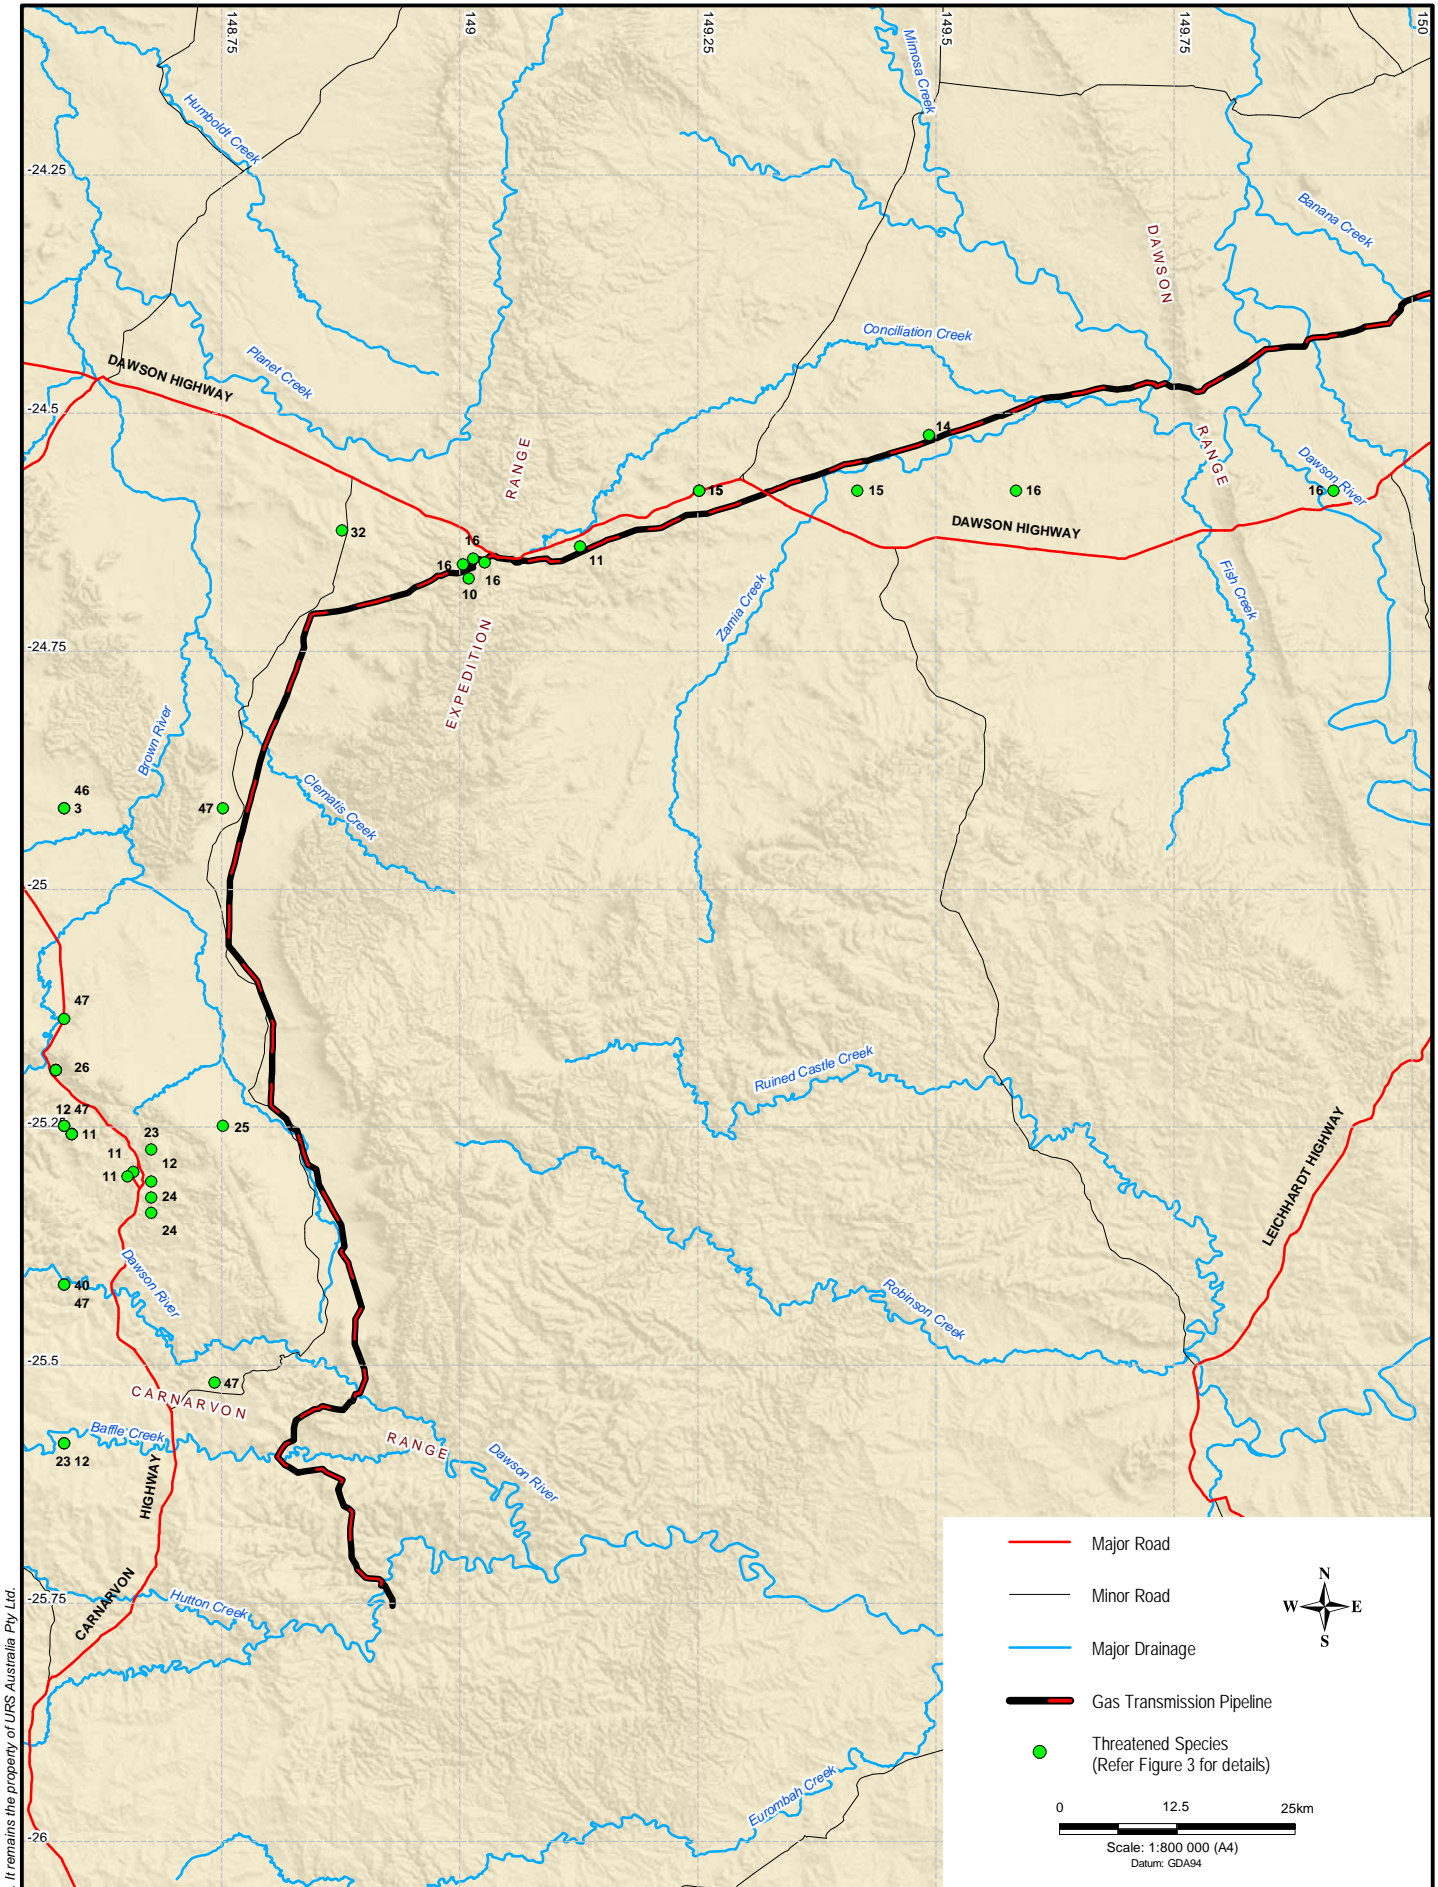 148.75
149
149.25
149.5
149.75
150
Mimosa Creek
Humboldt Creek
-24.25
Banana Creek
DAWSON
Conciliation Creek
Planet Creek
DAWSON HIGHWAY
-24.5
14
RANGE
RANGE
Dawson River
15
15
16
16
DAWSON HIGHWAY
32
16
16
16
10
11
Zamia Creek
Fish Creek
-24.75
EXPEDITION
Brown River
46
3
47
Clematis Creek
-25
47
26
Ruined Castle Creek
12 47
-25.25
11
25
23
11
12
11
24
24
LEICHHARDT HIGHWAY
Dawson River
40
47
Robinson Creek
-25.5
47
CARNARVON
Baffle Creek
RANGE
23 12
HIGHWAY
Dawson River
-25.75
CARNARVON
Hutton Creek
Eurombah Creek
-26
Major Road
Minor Road
Major Drainage
Gas Transmission Pipeline
Threatened Species
(Refer Figure 3 for details)
N
W E
S
0 12.5 25km
Scale: 1:800 000 (A4)
Datum: GDA94
It remains the property of URS Australia Pty Ltd.